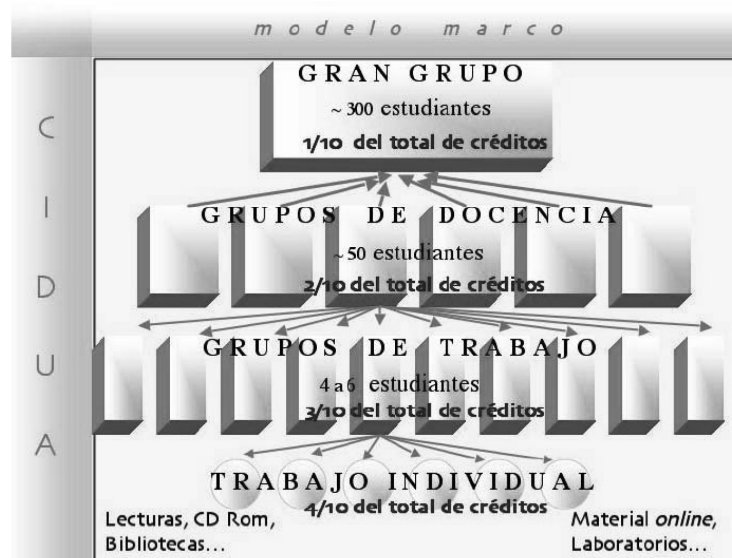 modelo marco
C
I
D
U
A
GRAN GRUPO
~ 300 estudiantes
1/10 del total de créditos
GRUPOS DE DOCENCIA
~50 estudiantes
2/10 del total de créditos
GRUPOS DE TRABAJO
4 a 6 estudiantes
3/10 del total de créditos
TRABAJO INDIVIDUAL
4/10 del total de créditos
Lecturas, CD Rom,
Bibliotecas...
Material online,
Laboratorios...